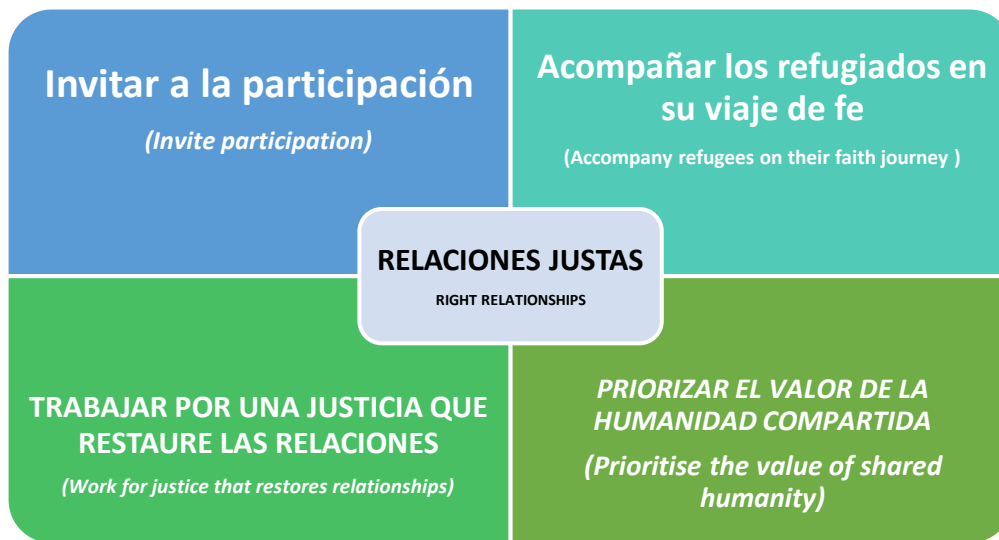 Invitar a la participación
(Invite participation)
Acompañar los refugiados en
su viaje de fe
(Accompany refugees on their faith journey )
RELACIONES JUSTAS
RIGHT RELATIONSHIPS
TRABAJAR POR UNA JUSTICIA QUE
RESTAURE LAS RELACIONES
(Work for justice that restores relationships)
PRIORIZAR EL VALOR DE LA
HUMANIDAD COMPARTIDA
(Prioritise the value of shared
humanity)